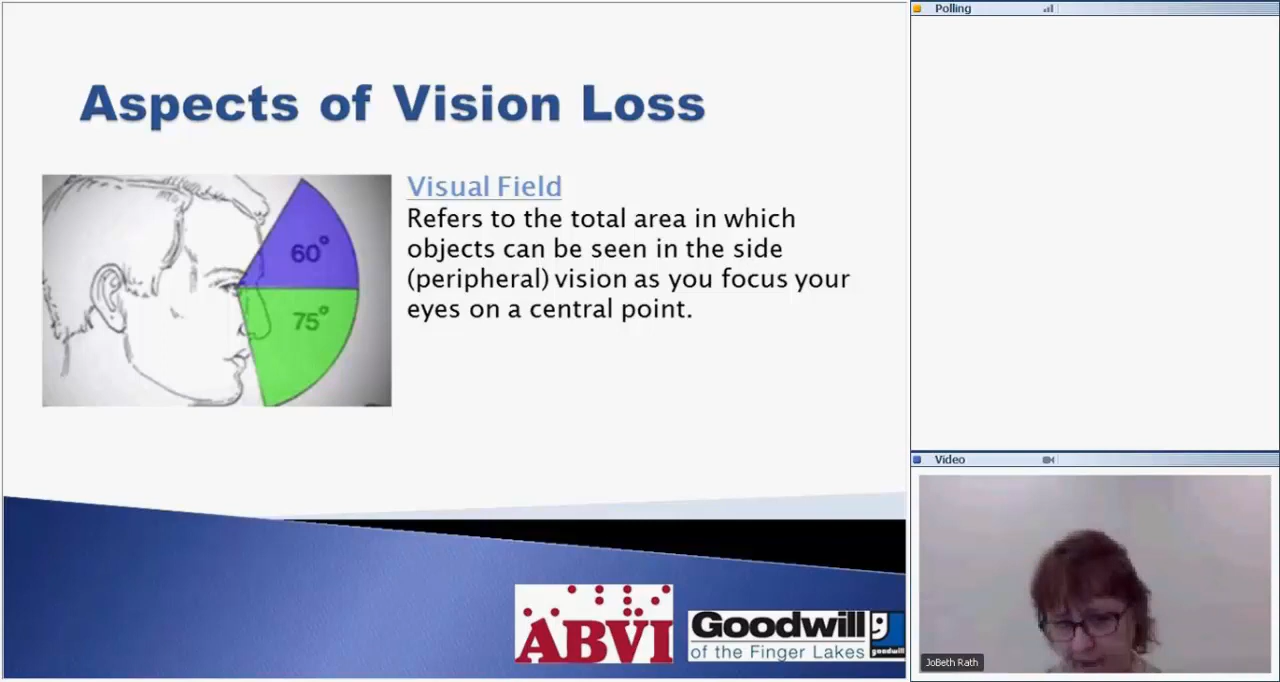 Aspects of Vision Loss
60°
75°
Visual Field
Refers to the total area in which
objects can be seen in the side
(peripheral) vision as you focus your
eyes on a central point.
ABVI
Goodwill
of the Finger Lakes
goodwill
Polling
Video
JoBeth Rath